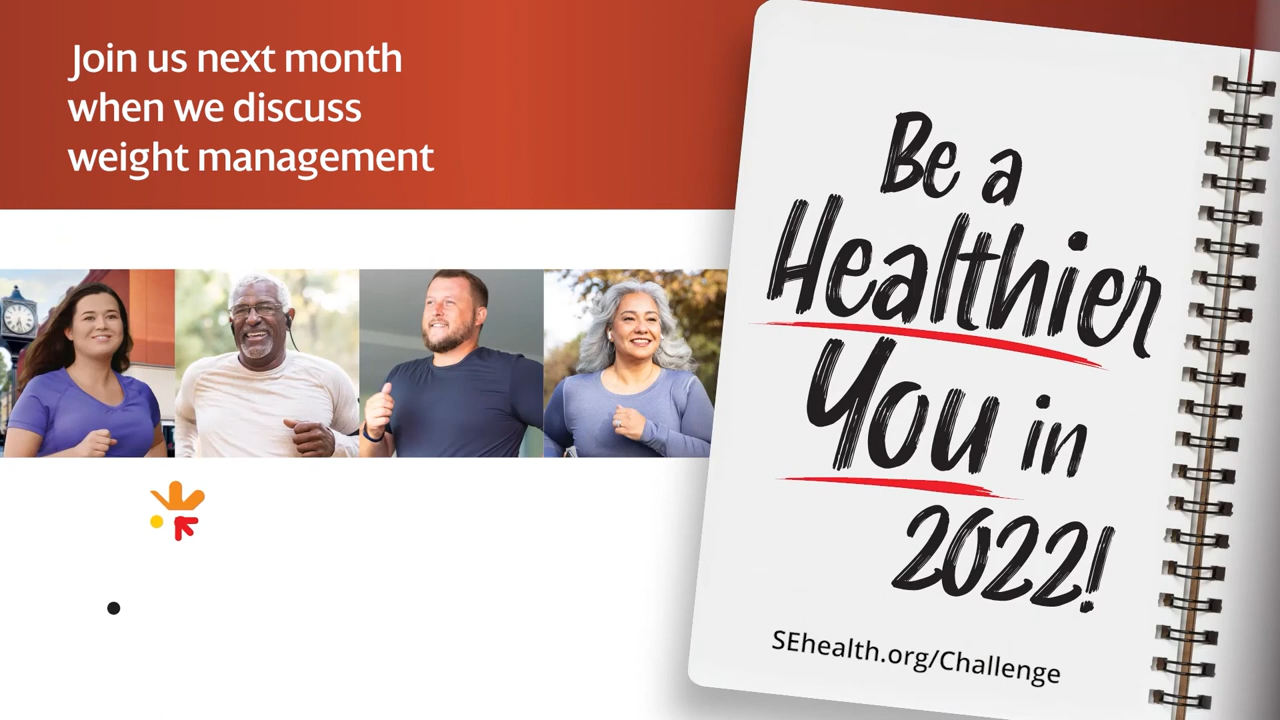 Join us next month
when we discuss
weight management
Be a
Healthier
You in
2022!
SEhealth.org/Challenge